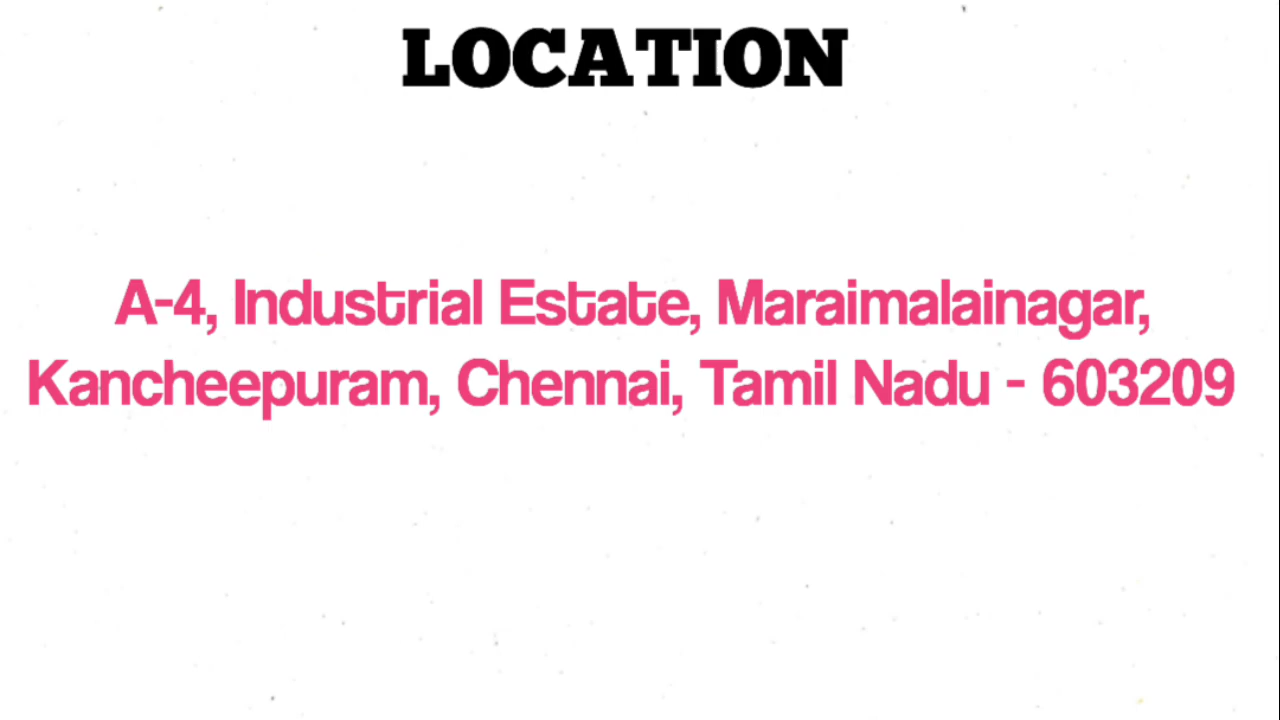 LOCATION
A-4, Industrial Estate, Maraimalainagar,
Kancheepuram, Chennai, Tamil Nadu - 603209